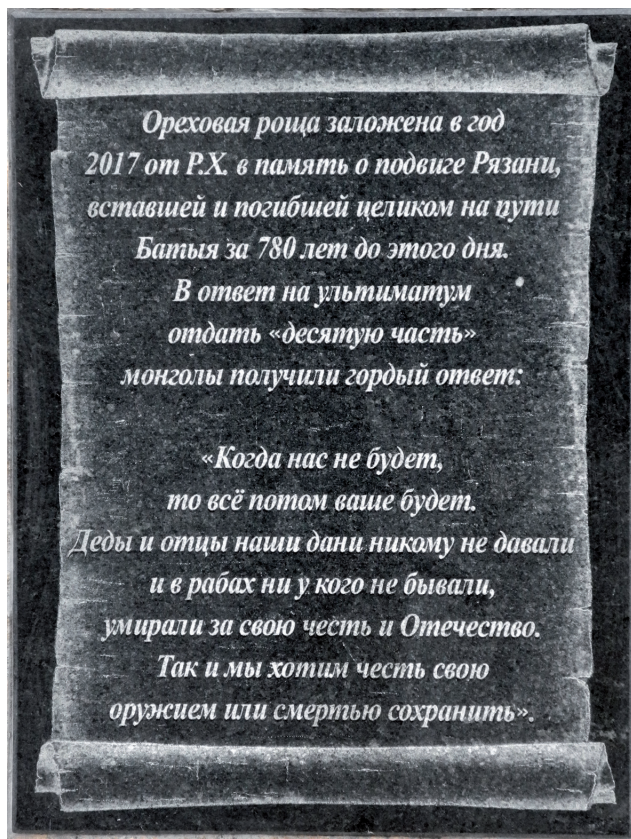 Ореховая роща заложена в год
2017 от Р.Х. в память о подвиге Рязани,
вставшей и погибшей целиком на пути
Батыя за 780 лет до этого дня.
В ответ на ультиматум
отдать «десятую часть»
монголы получили гордый ответ:
«Когда нас не будет,
то всё потом ваше будет.
Деды и отцы наши дани никому не давали
и в рабах ни у кого не бывали,
умирали за свою честь и Отечество.
Так и мы хотим честь свою
оружием или смертью сохранить».